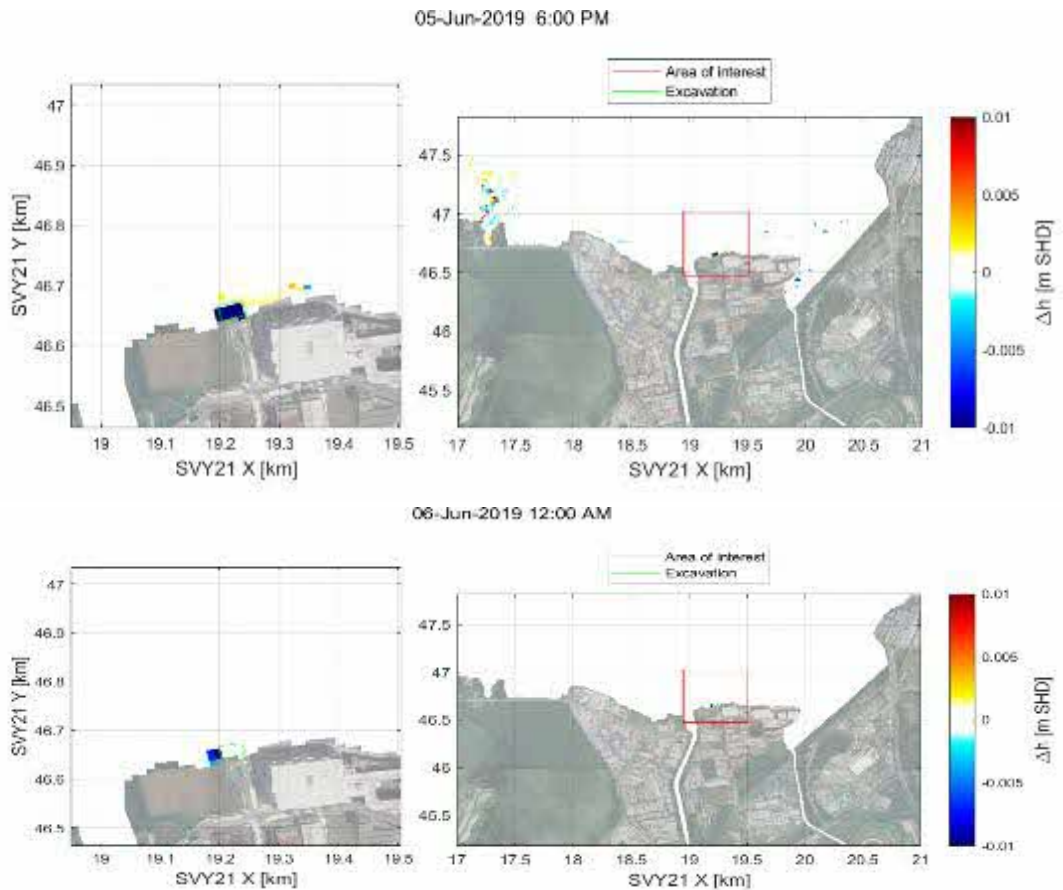 05-Jun-2019 6:00 PM
Area of interest
Excavation
47
46.9
46.8
46.7
46.6
46.5
SVY21 Y [km]
19 19.1 19.2 19.3 19.4 19.5
SVY21 X [km]
47.5
47
46.5
46
45.5
17 17.5 18 18.5 19 19.5 20 20.5 21
SVY21 X [km]
0.01
0.005
0
-0.005
-0.01
Δh [m SHD]
06-Jun-2019 12:00 AM
Area of interest
Excavation
47
46.9
46.8
46.7
46.6
46.5
SVY21 Y [km]
19 19.1 19.2 19.3 19.4 19.5
SVY21 X [km]
47.5
47
46.5
46
45.5
17 17.5 18 18.5 19 19.5 20 20.5 21
SVY21 X [km]
0.01
0.005
0
-0.005
-0.01
Δh [m SHD]